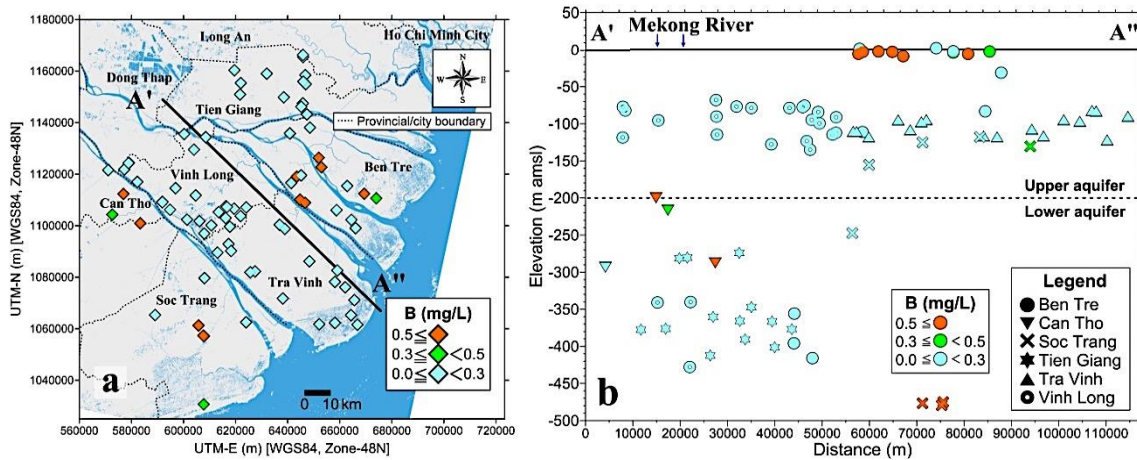 Long An
Ho Chi Minh City
N
W E
S
Dong Thap
A'
Tien Giang
Provincial/city boundary
Ben Tre
Vinh Long
Can Tho
A"
Tra Vinh
Soc Trang
B (mg/L)
0.5≦
0.3 ≦ <0.5
0.0≦ <0.3
a
10 km
1160000
1140000
1120000
1100000
1080000
1060000
1040000
560000 580000 600000 620000 640000 660000 680000 700000 720000
UTM-N (m) [WGS84, Zone-48N]
UTM-E (m) [WGS84, Zone-48N]
A' Mekong River A"
50
0
-50
-100
-150
-200
-250
-300
-350
-400
-450
-500
Elevation (m amsl)
Upper aquifer
Lower aquifer
B (mg/L)
0.5 ≦
0.3 ≦ < 0.5
0.0 ≦ < 0.3
Legend
Ben Tre
Can Tho
Soc Trang
Tien Giang
Tra Vinh
Vinh Long
b
0 10000 20000 30000 40000 50000 60000 70000 80000 90000 100000 110000
Distance (m)